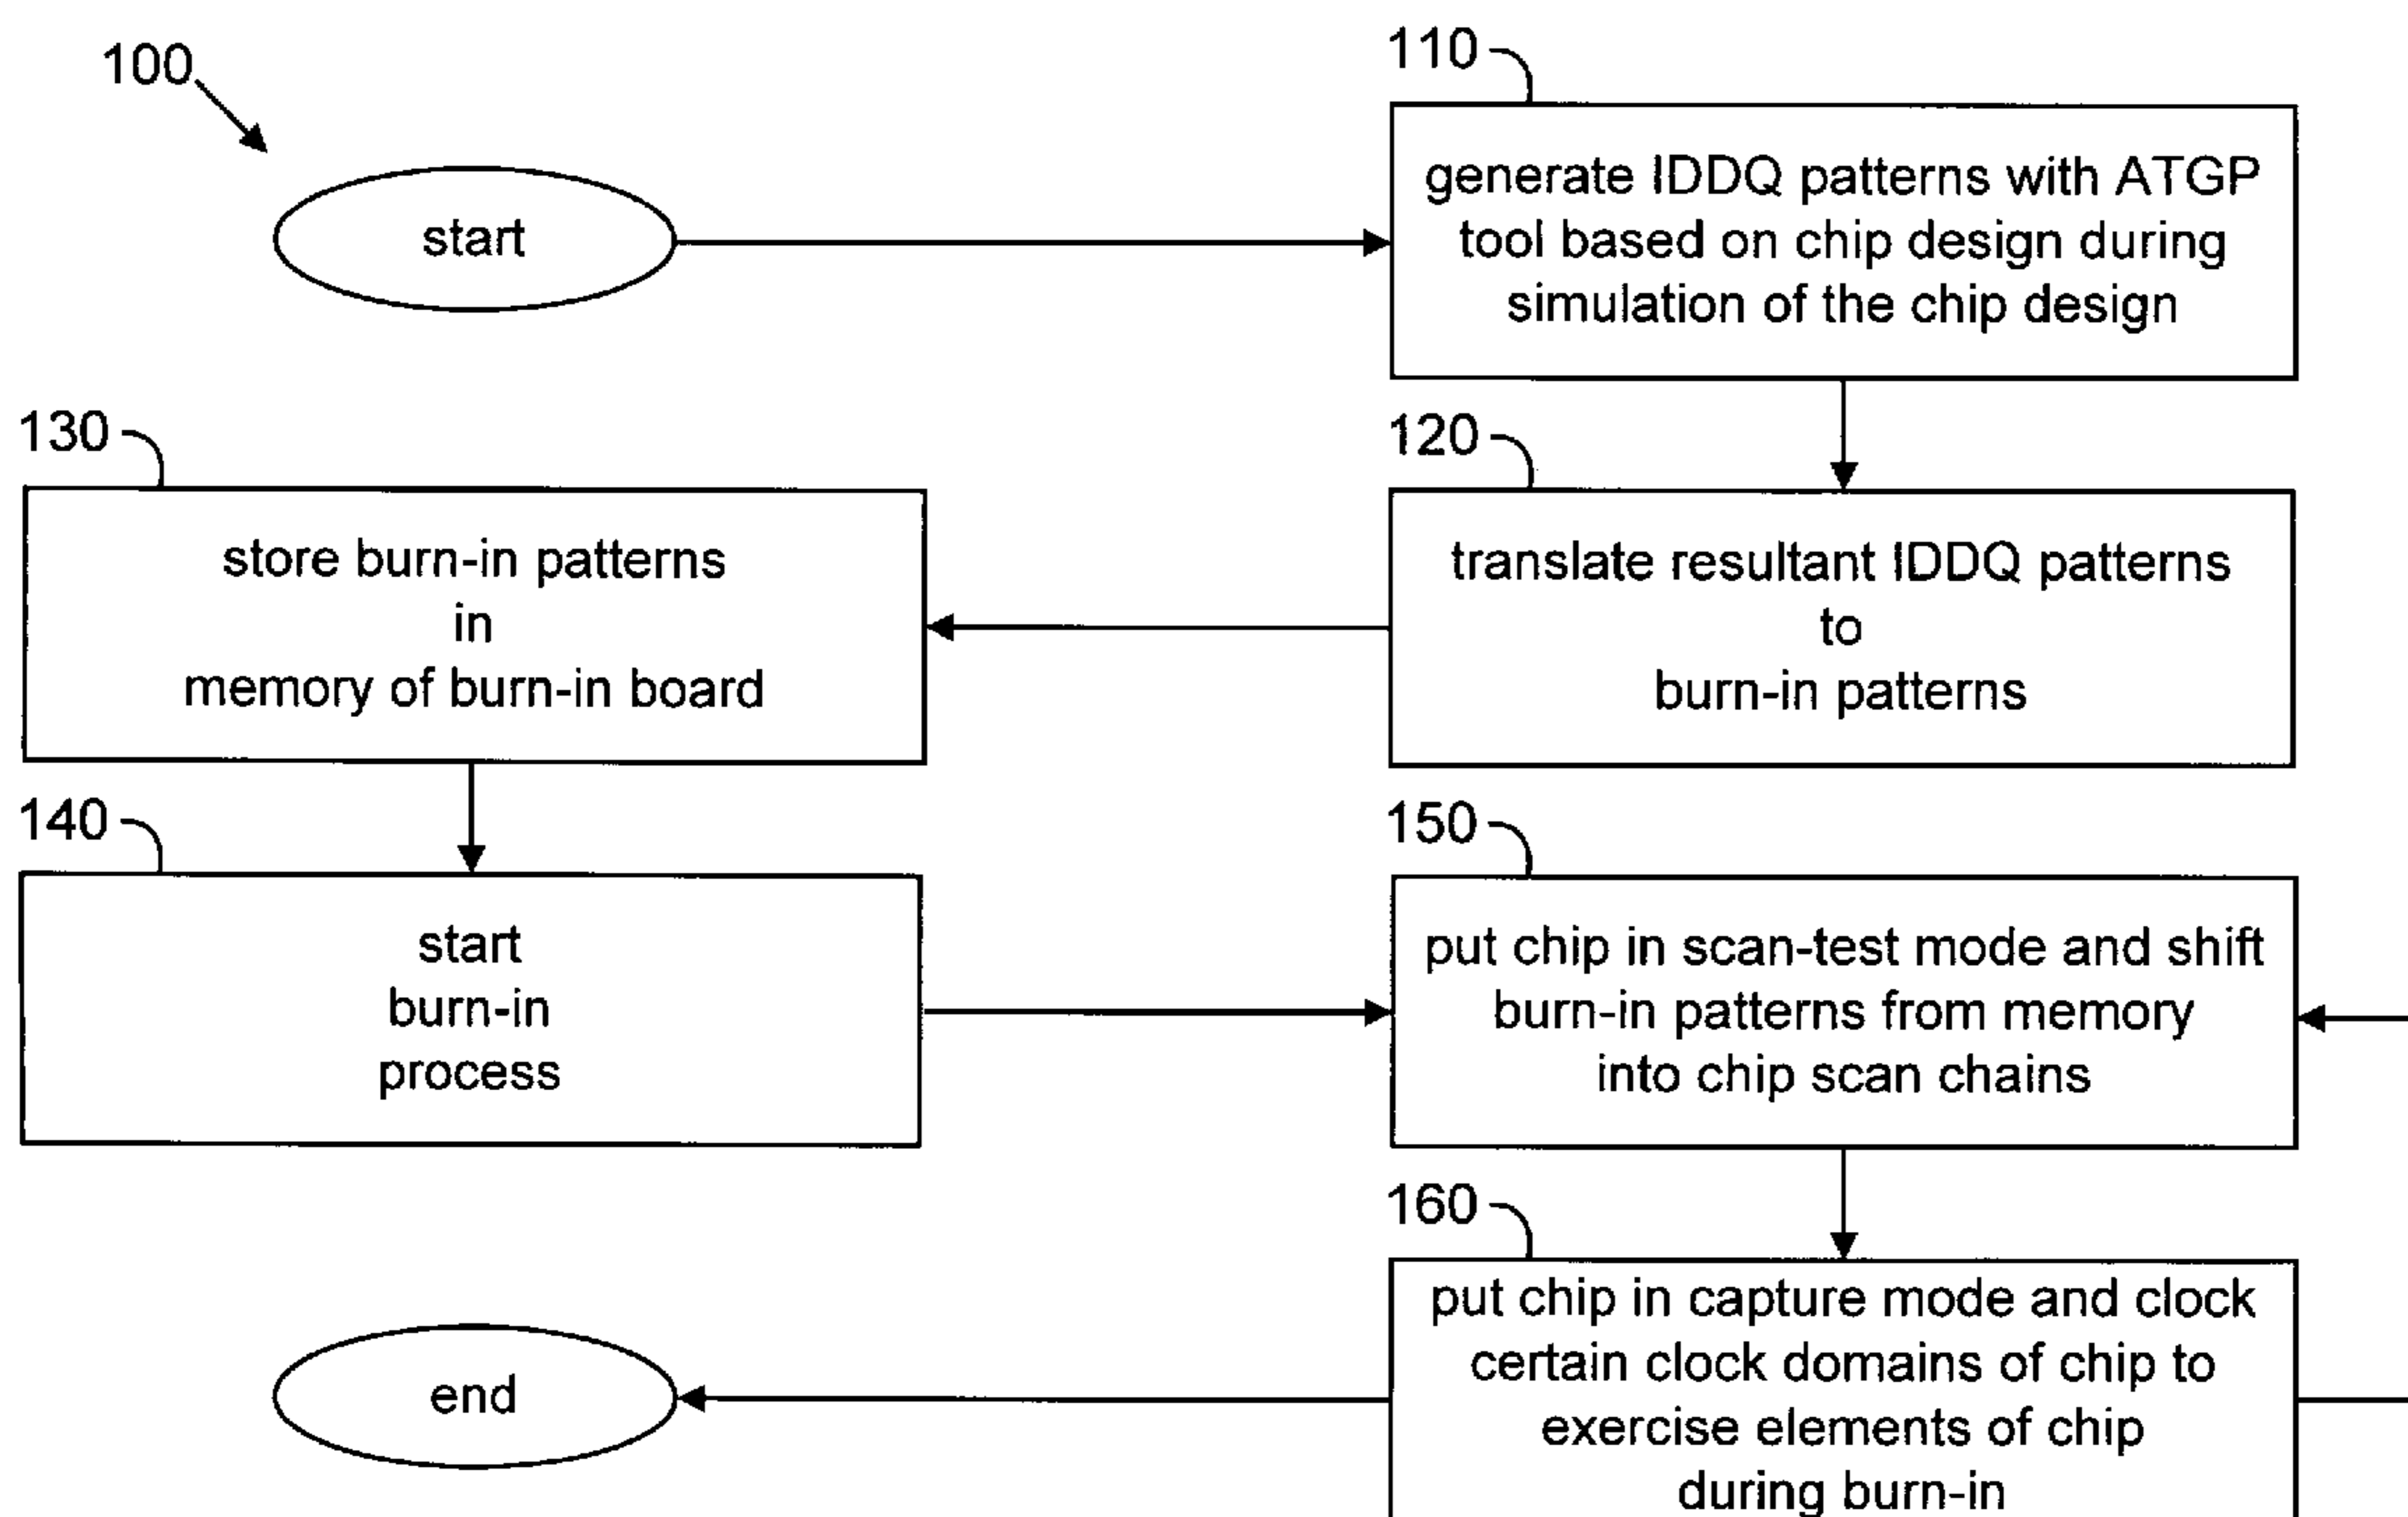 100
start
110
generate IDDQ patterns with ATGP
tool based on chip design during
simulation of the chip design
120
translate resultant IDDQ patterns
to
burn-in patterns
130
store burn-in patterns
in
memory of burn-in board
140
start
burn-in
process
150
put chip in scan-test mode and shift
burn-in patterns from memory
into chip scan chains
160
put chip in capture mode and clock
certain clock domains of chip to
exercise elements of chip
during burn-in
end